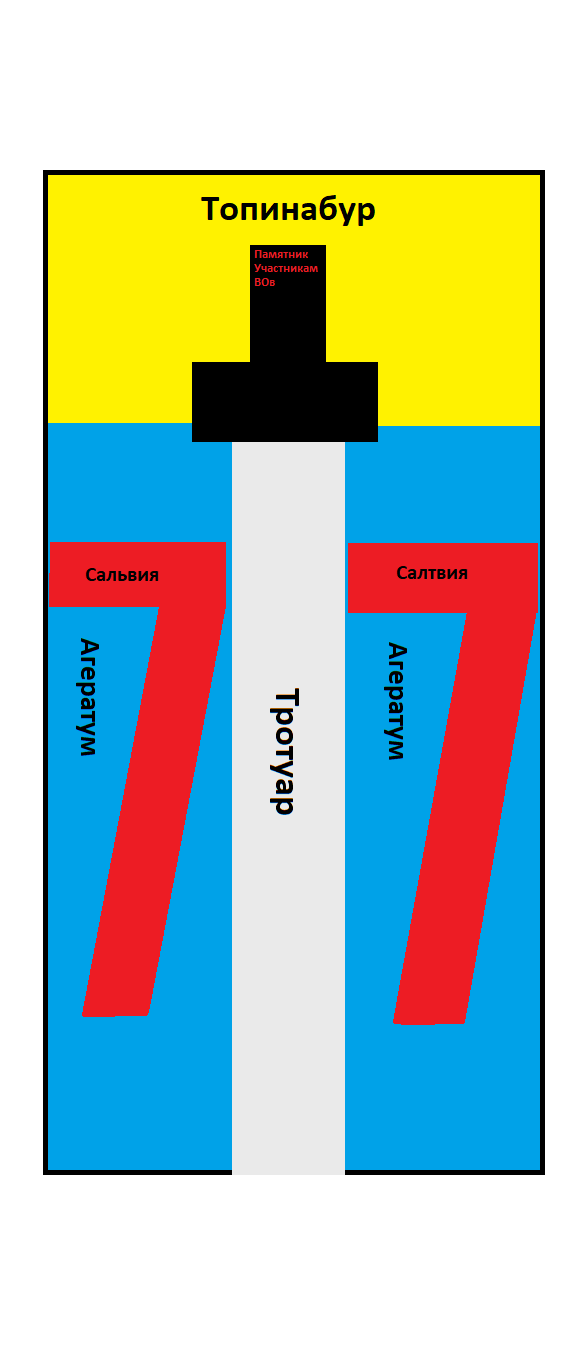 Топинабур
Памятник
Участникам
ВОв
Сальвия
Салтвия
Агератум
Тротуар
Агератум